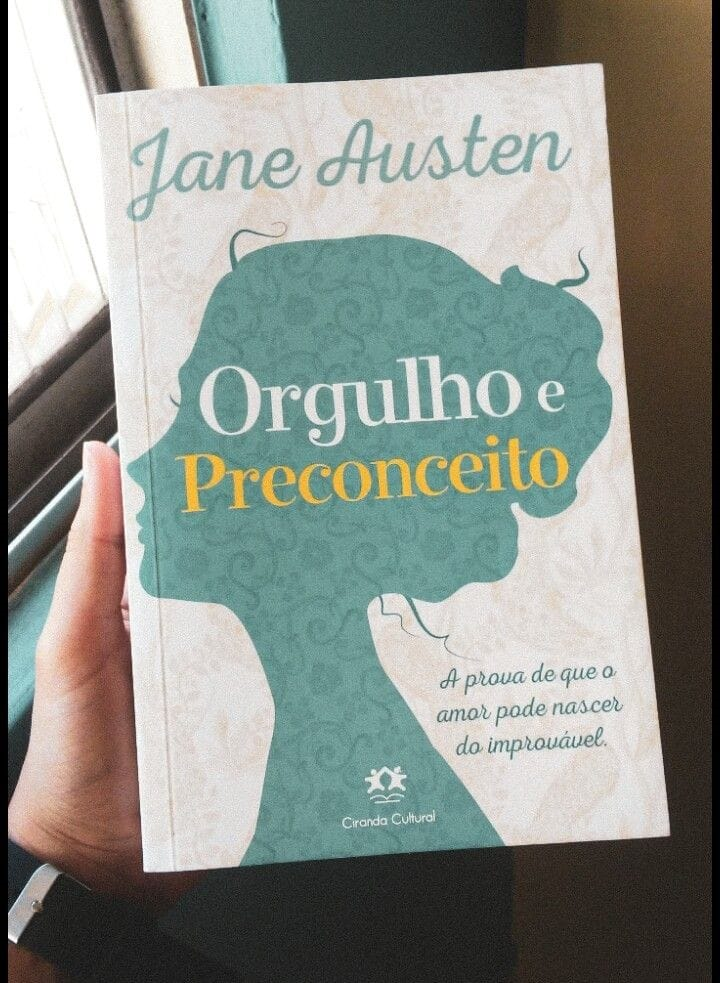 Jane Austen
Orgulho e
Preconceito
A prova de que o
amor pode nascer
do improvável.
Ciranda Cultural